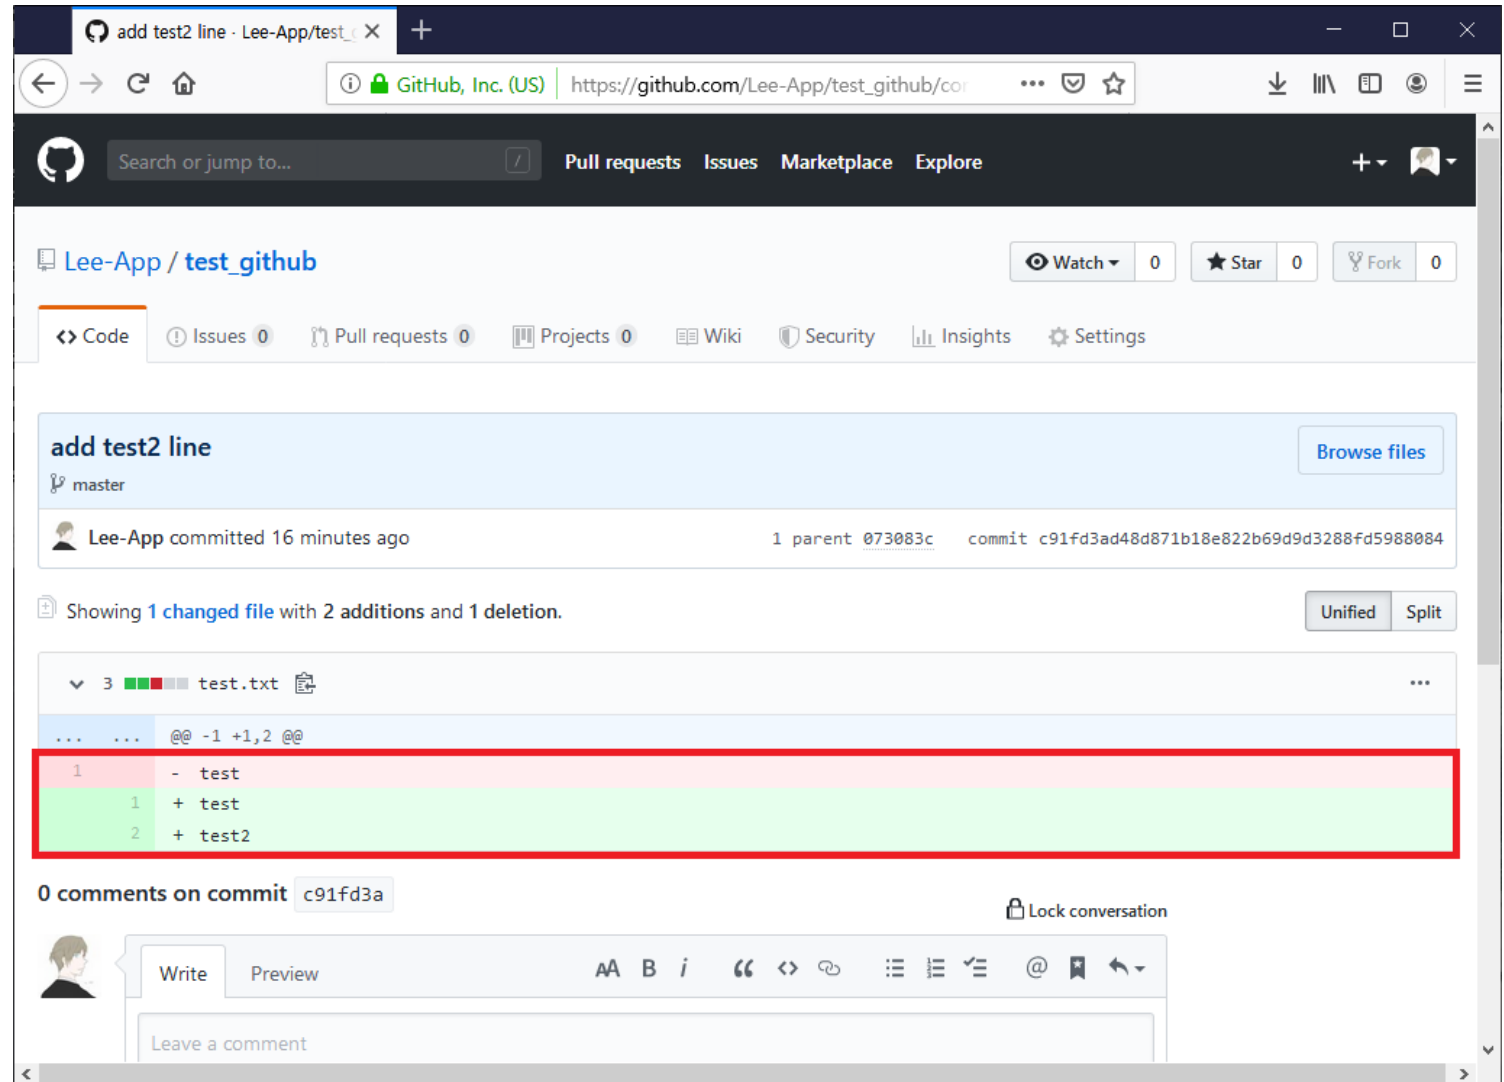 add test2 line · Lee-App/test_
GitHub, Inc. (US) https://github.com/Lee-App/test_github/co
Search or jump to... / Pull requests Issues Marketplace Explore
Lee-App / test_github Watch 0 Star 0 Fork 0
Code Issues 0 Pull requests 0 Projects 0 Wiki Security Insights Settings
add test2 line Browse files
master
Lee-App committed 16 minutes ago 1 parent 073083c commit c91fd3ad48d871b18e822b69d9d3288fd5988084
Showing 1 changed file with 2 additions and 1 deletion. Unified Split
3 test.txt
... ... @@ -1 +1,2 @@
1 - test
1 + test
2 + test2
0 comments on commit c91fd3a
Lock conversation
Write Preview AA B i
Leave a comment